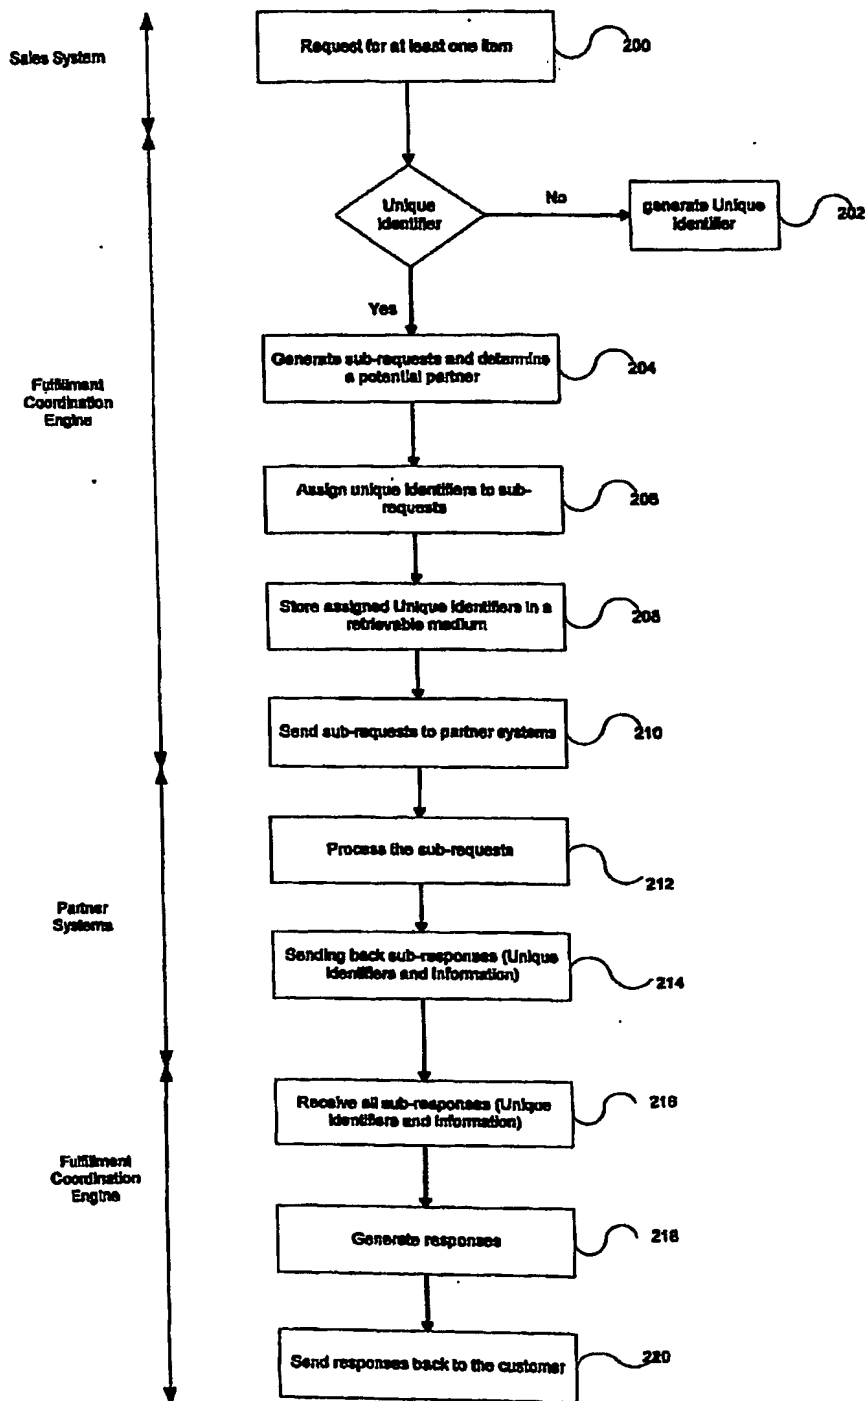 Sales System
Request for at least one item
200
Unique
identifier
No
generate Unique
identifier
202
Yes
Generate sub-requests and determine
a potential partner
204
Fulfillment
Coordination
Engine
Assign unique identifiers to sub-
requests
206
Store assigned Unique identifiers in a
retrievable medium
208
Send sub-requests to partner systems
210
Process the sub-requests
212
Partner
Systems
Sending back sub-responses (Unique
identifiers and information)
214
Receive all sub-responses (Unique
identifiers and information)
216
Fulfillment
Coordination
Engine
Generate responses
218
Send responses back to the customer
220